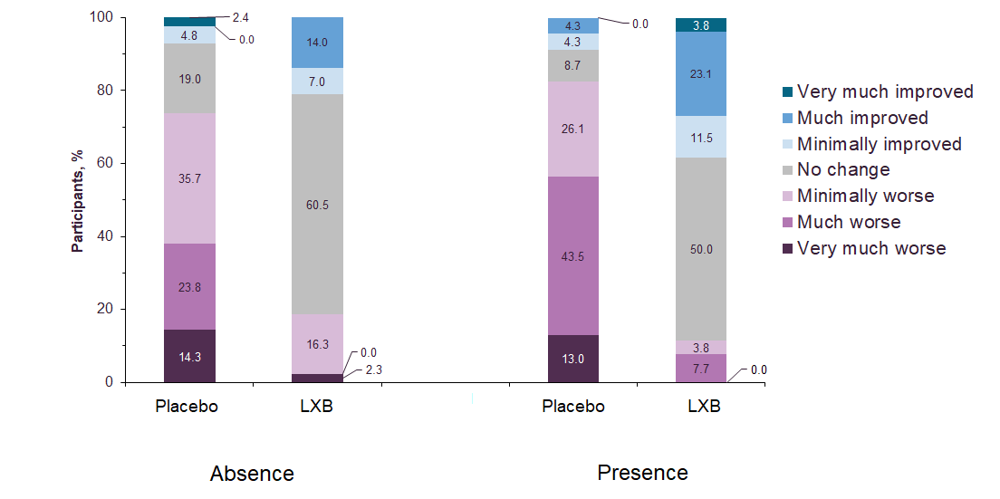 100
80
60
40
20
0
Participants, %
2.4
0.0
4.8
19.0
35.7
23.8
14.3
14.0
7.0
60.5
16.3
0.0
2.3
4.3
0.0
4.3
8.7
26.1
43.5
13.0
3.8
23.1
11.5
50.0
3.8
7.7
0.0
Very much improved
Much improved
Minimally improved
No change
Minimally worse
Much worse
Very much worse
Placebo
LXB
Placebo
LXB
Absence
Presence